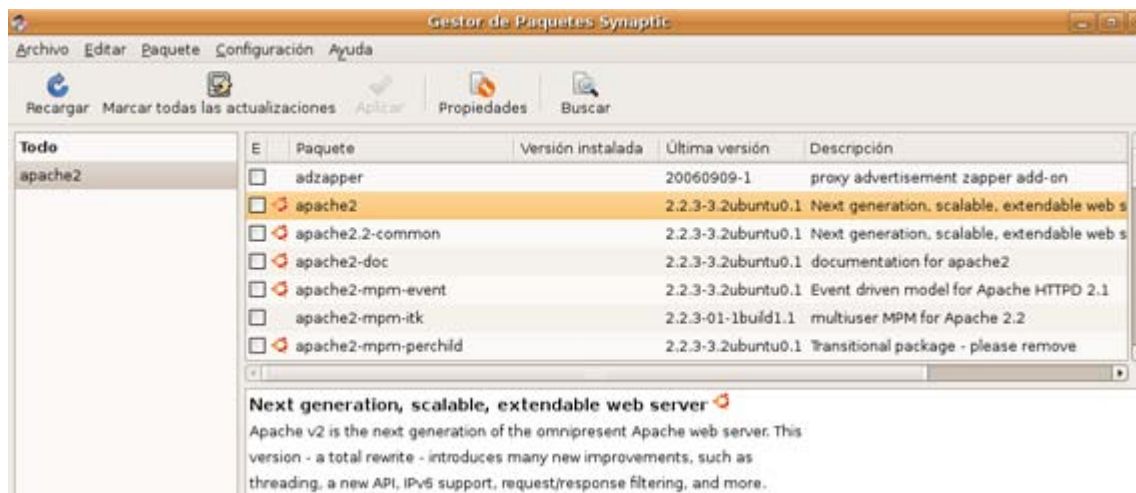 Gestor de Paquetes Synaptic
Archivo Editar Paquete Configuración Ayuda
Recargar Marcar todas las actualizaciones Aplicar Propiedades Buscar
Todo
apache2
E Paquete Versión instalada Última versión Descripción
adzapper 20060909-1 proxy advertisement zapper add-on
apache2 2.2.3-3.2ubuntu0.1 Next generation, scalable, extendable web s
apache2.2-common 2.2.3-3.2ubuntu0.1 Next generation, scalable, extendable web s
apache2-doc 2.2.3-3.2ubuntu0.1 documentation for apache2
apache2-mpm-event 2.2.3-3.2ubuntu0.1 Event driven model for Apache HTTPD 2.1
apache2-mpm-itk 2.2.3-01-1build1.1 multiuser MPM for Apache 2.2
apache2-mpm-perchild 2.2.3-3.2ubuntu0.1 Transitional package - please remove
Next generation, scalable, extendable web server
Apache v2 is the next generation of the omnipresent Apache web server. This
version - a total rewrite - introduces many new improvements, such as
threading, a new API, IPv6 support, request/response filtering, and more.